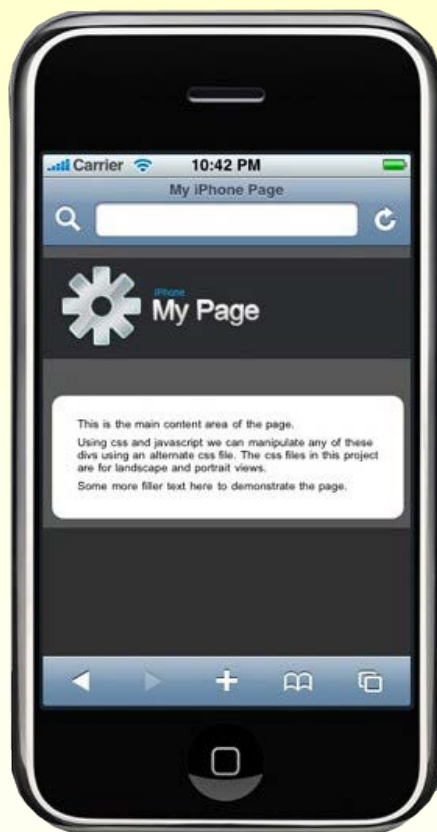 Carrier 10:42 PM
My iPhone Page
iPhone
My Page
This is the main content area of the page.
Using css and javascript we can manipulate any of these
divs using an alternate css file. The css files in this project
are for landscape and portrait views.
Some more filler text here to demonstrate the page.